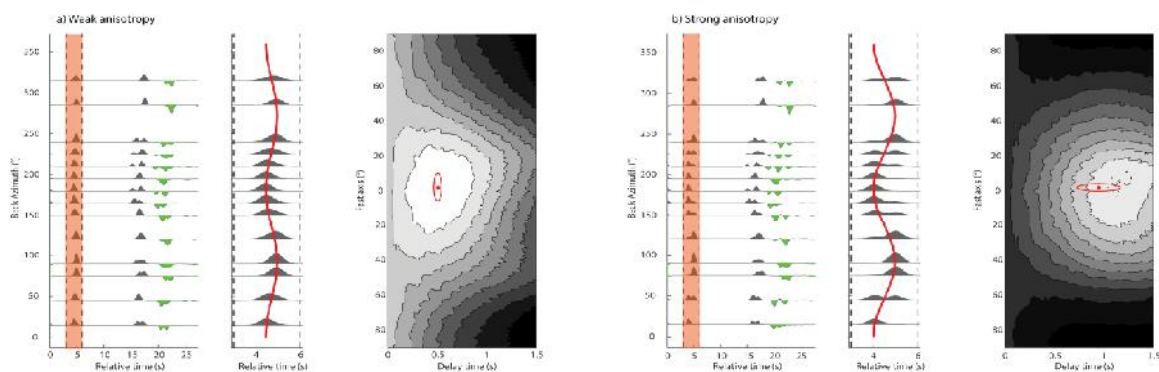 a) Weak anisotropy
350
300
250
200
150
100
50
0
Back Azimuth (°)
0 5 10 15 20 25
Relative time (s)
4 6
Relative time (s)
80
60
40
20
0
20
40
60
80
Fast axis (°)
0 0.5 1 1.5
Delay time (s)
b) Strong anisotropy
350
300
250
200
150
100
50
0
Back Azimuth (°)
0 5 10 15 20 25
Relative time (s)
4 6
Relative time (s)
80
60
40
20
0
20
40
60
80
Fast axis (°)
0 0.5 1 1.5
Delay time (s)